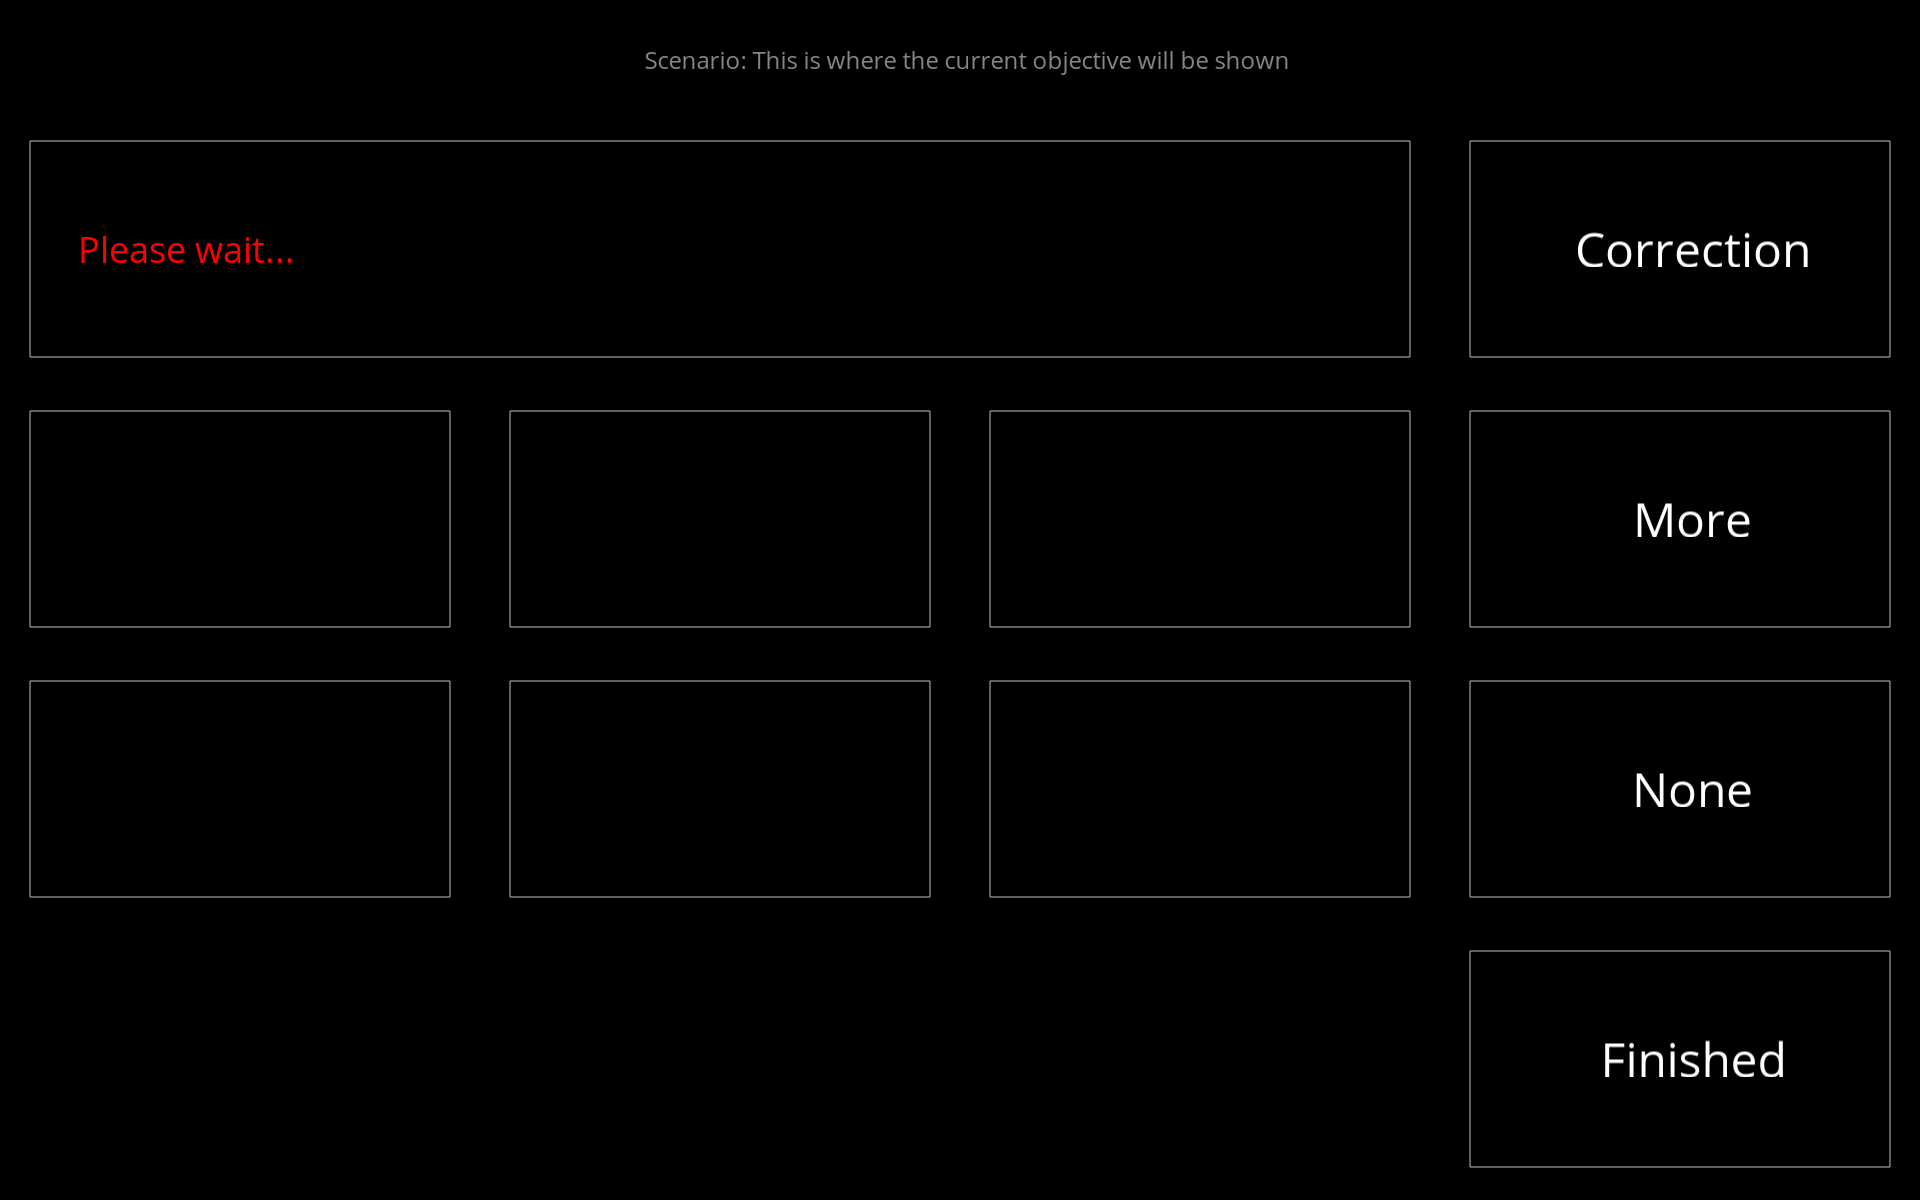 Scenario: This is where the current objective will be shown
Please wait...
Correction
More
None
Finished